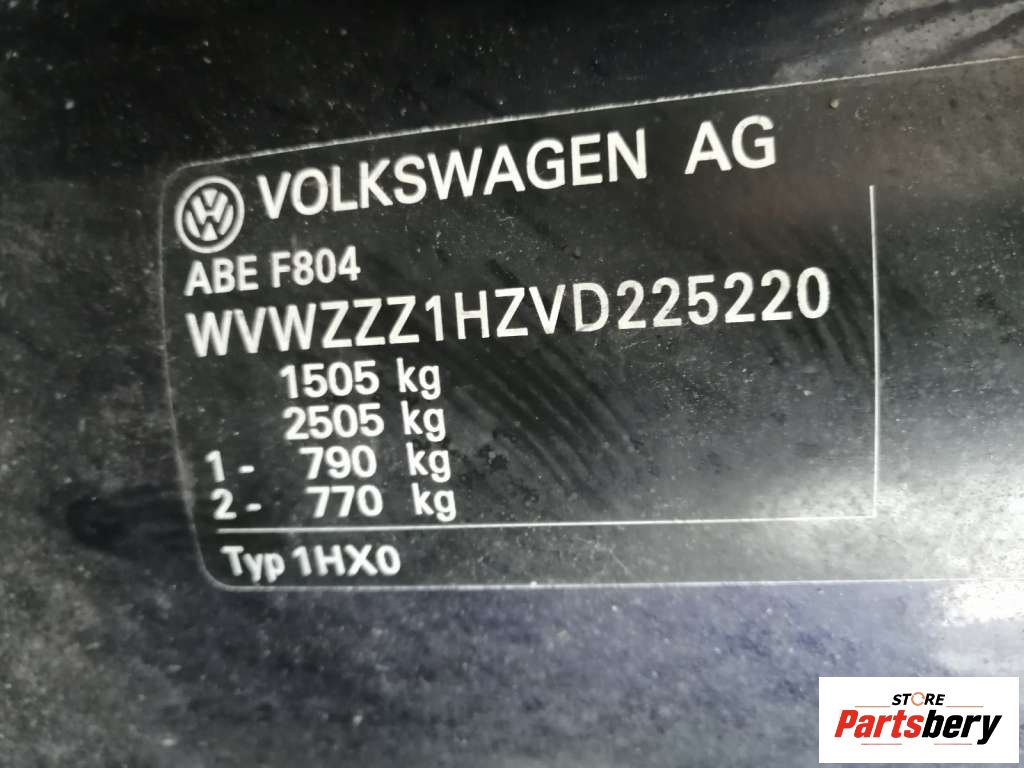 VOLKSWAGEN AG
ABE F804
WVWZZZ1HZVD225220
1505 kg
2505 kg
1 - 790 kg
2 - 770 kg
Typ 1HX0
STORE
Partsbery